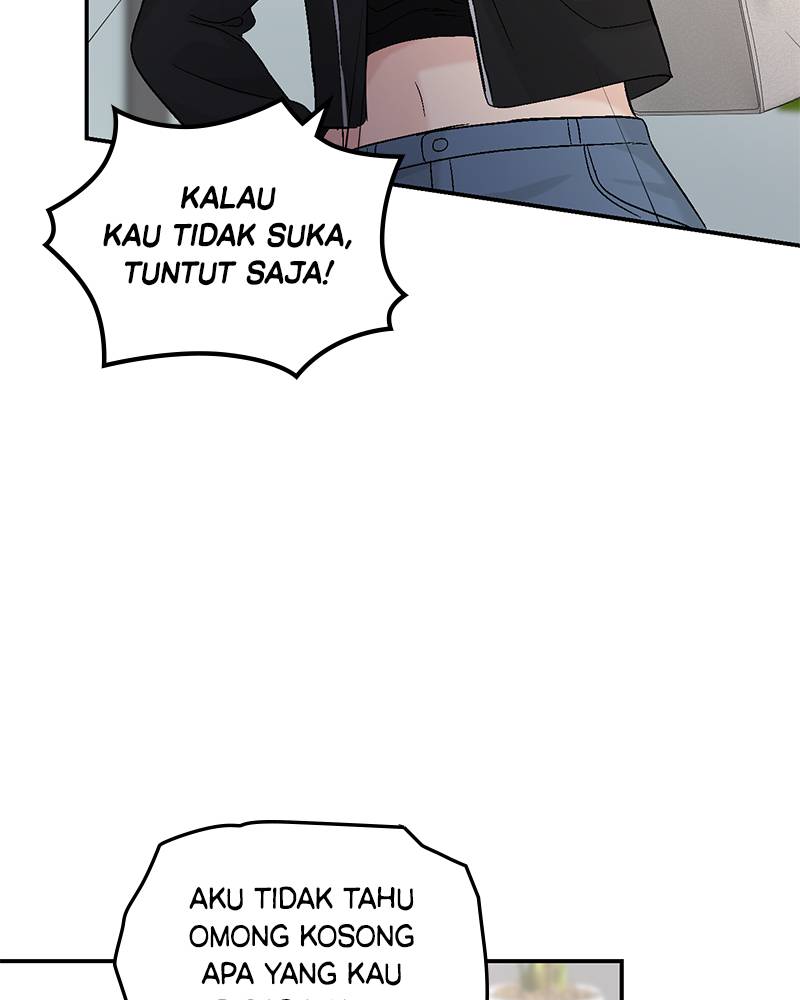 KALAU
KAU TIDAK SUKA,
TUNTUT SAJA!
AKU TIDAK TAHU
OMONG KOSONG
APA YANG KAU